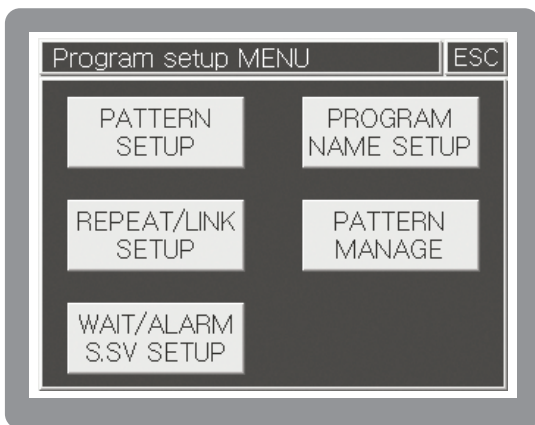 Program setup MENU ESC
PATTERN
SETUP
PROGRAM
NAME SETUP
REPEAT/LINK
SETUP
PATTERN
MANAGE
WAIT/ALARM
S.SV SETUP